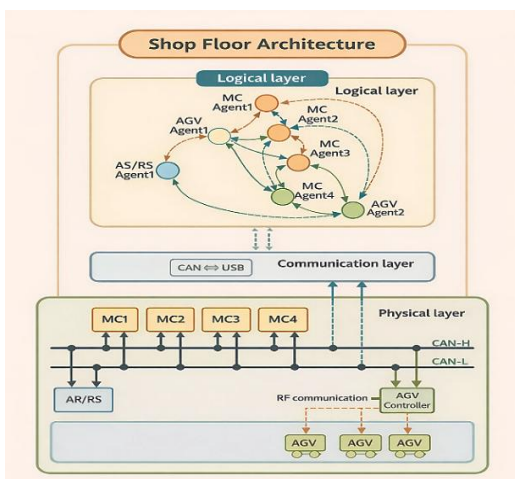 Shop Floor Architecture
Logical layer
Logical layer
MC
Agent1
MC
Agent2
AGV
Agent1
MC
Agent3
AS/RS
Agent1
MC
Agent4
AGV
Agent2
CAN ⇔ USB
Communication layer
Physical layer
MC1
MC2
MC3
MC4
CAN-H
CAN-L
AR/RS
RF communication
AGV
Controller
AGV
AGV
AGV